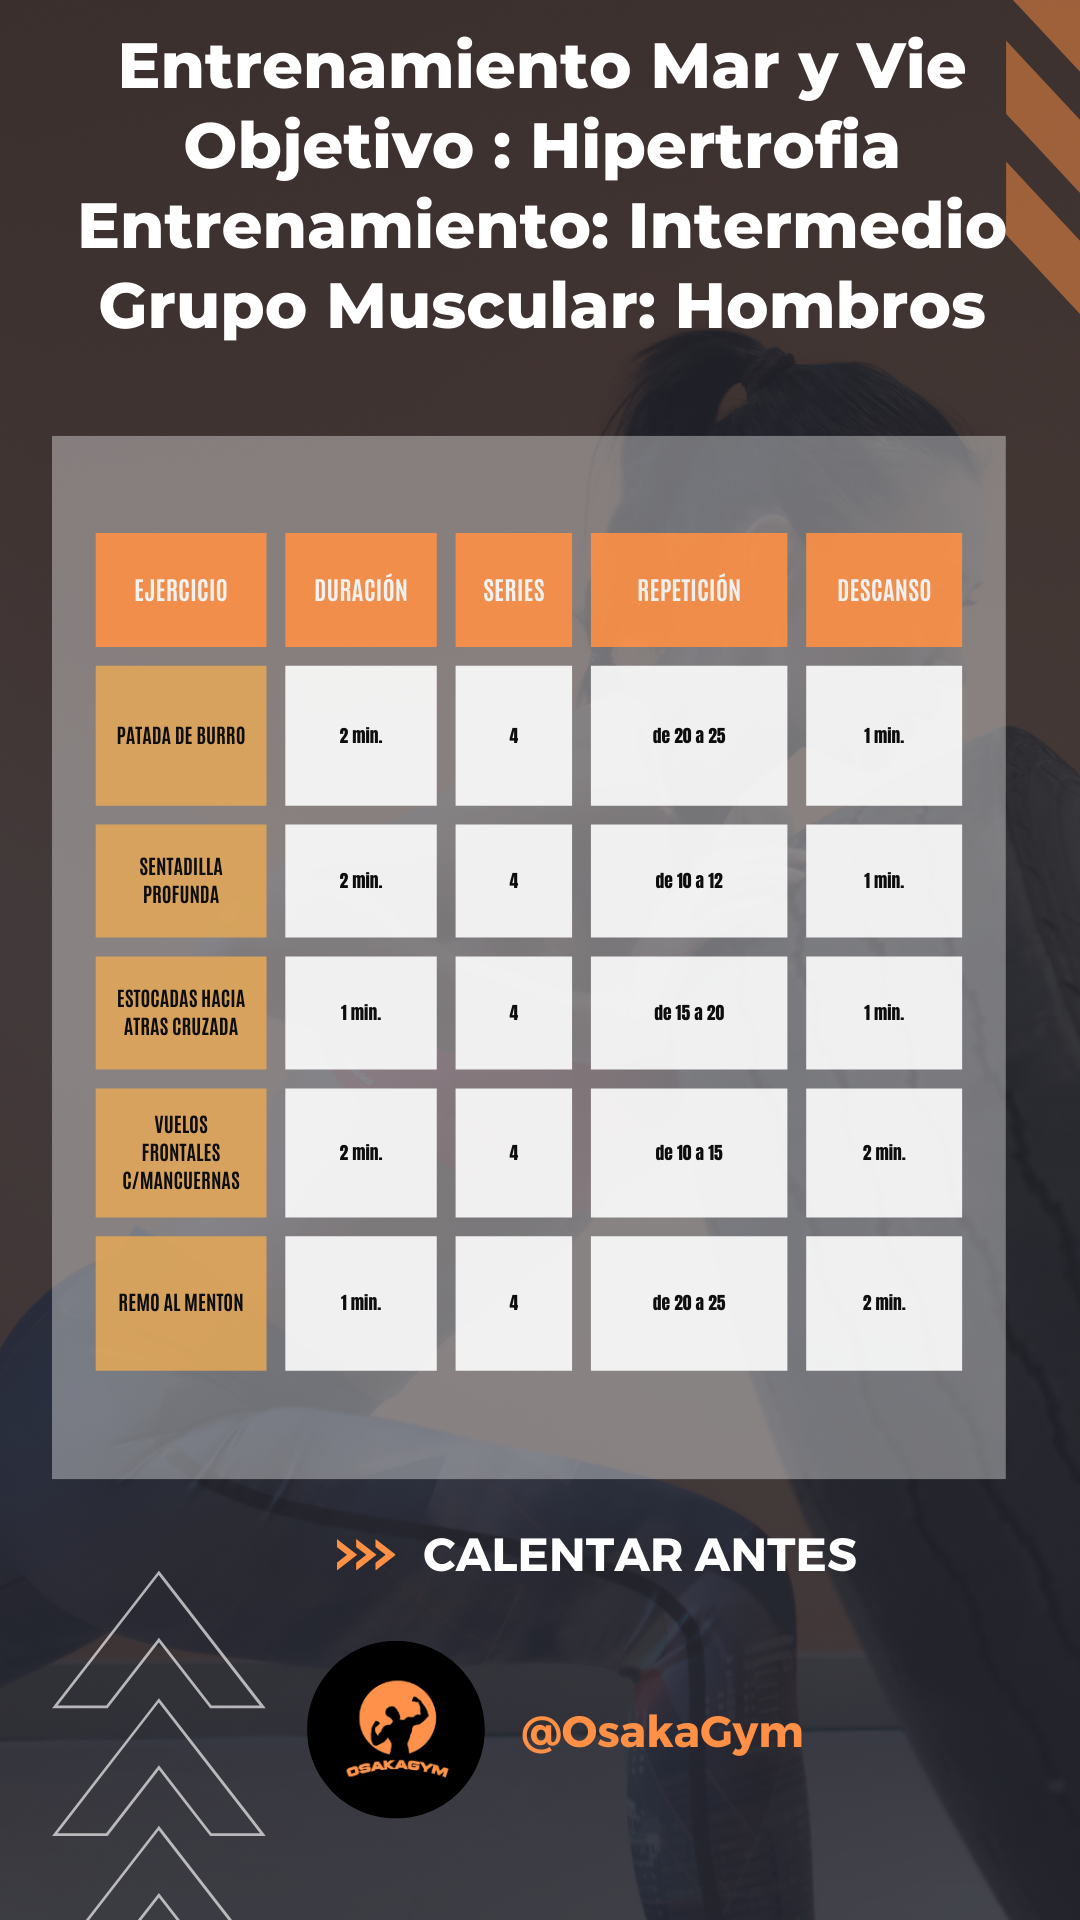 Entrenamiento Mar y Vie
Objetivo : Hipertrofia
Entrenamiento: Intermedio
Grupo Muscular: Hombros
EJERCICIO DURACIÓN SERIES REPETICIÓN DESCANSO
PATADA DE BURRO 2 min. 4 de 20 a 25 1 min.
SENTADILLA
PROFUNDA 2 min. 4 de 10 a 12 1 min.
ESTOCADAS HACIA
ATRAS CRUZADA 1 min. 4 de 15 a 20 1 min.
VUELOS
FRONTALES
C/MANCUERNAS 2 min. 4 de 10 a 15 2 min.
REMO AL MENTON 1 min. 4 de 20 a 25 2 min.
CALENTAR ANTES
OSAKAGYM
@OsakaGym